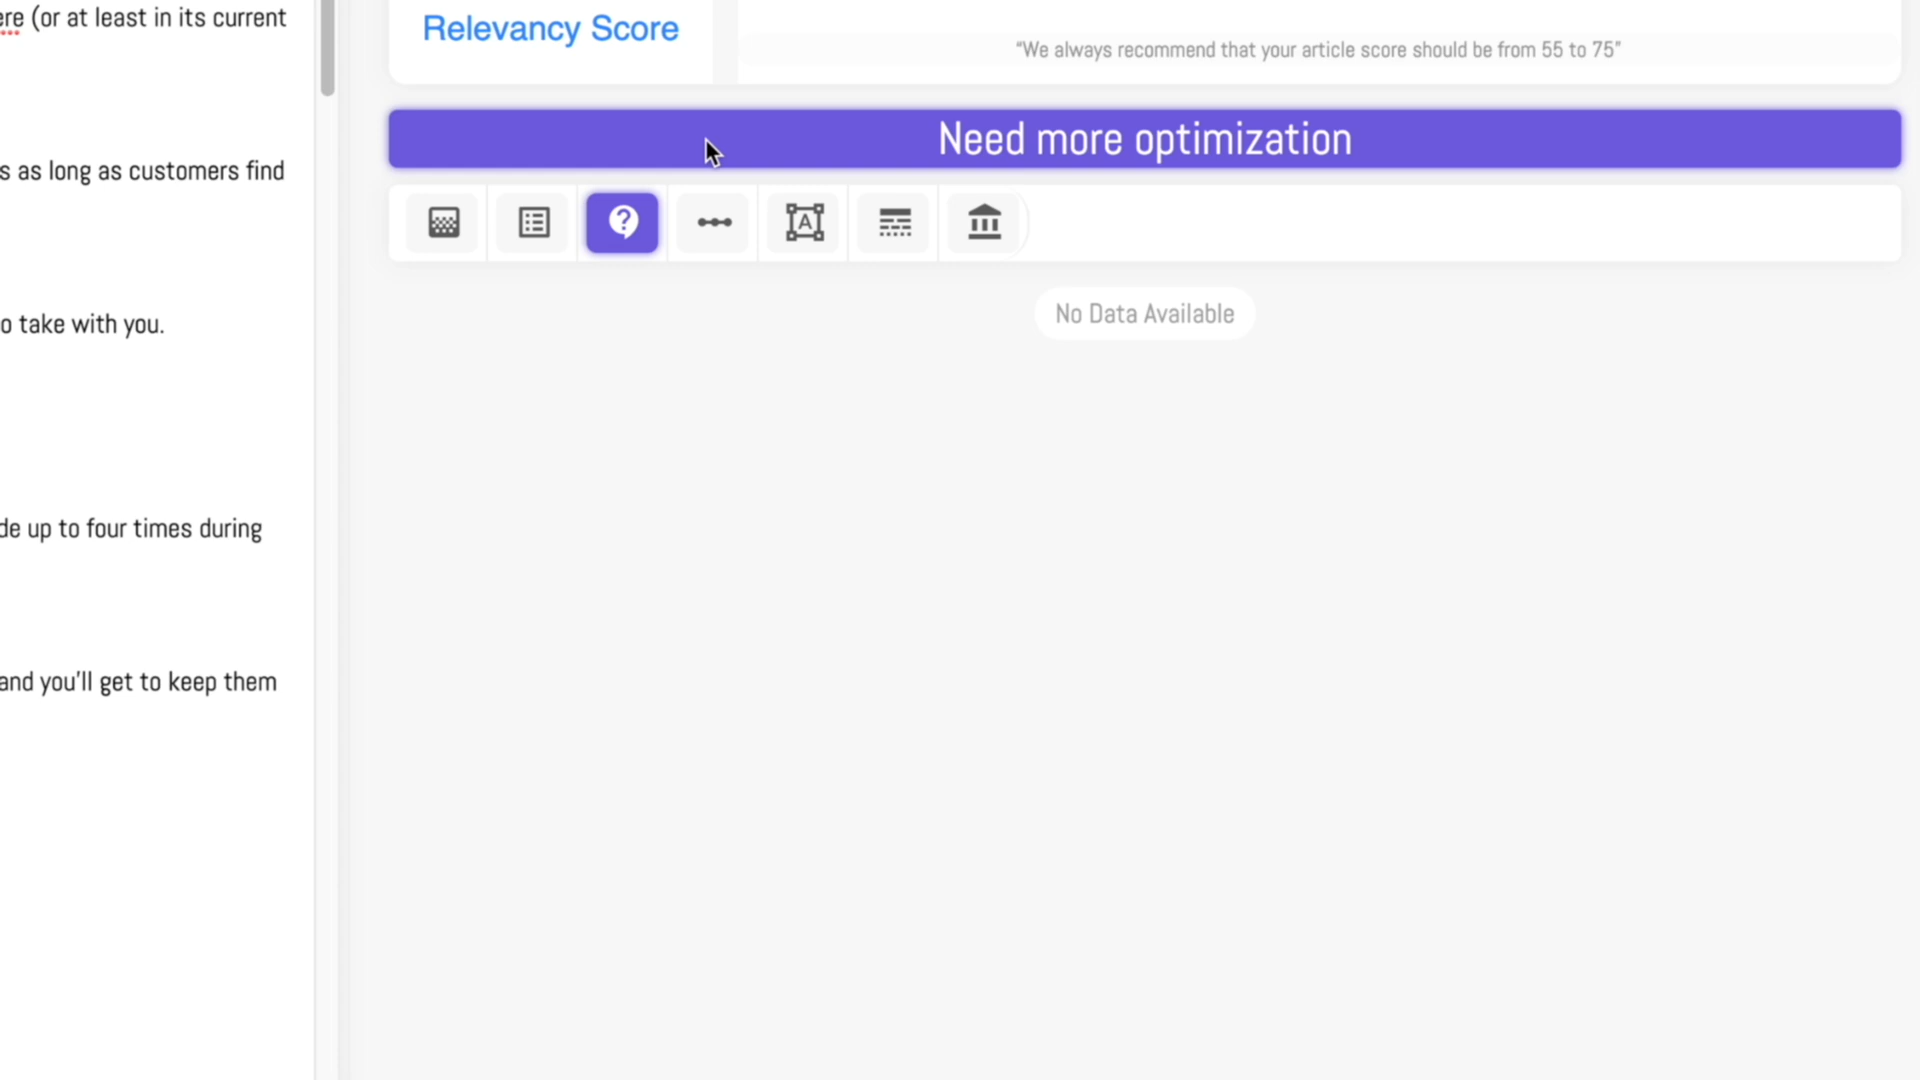 ere (or at least in its current
s as long as customers find
o take with you.
de up to four times during
and you'll get to keep them
Relevancy Score
"We always recommend that your article score should be from 55 to 75"
Need more optimization
A
No Data Available